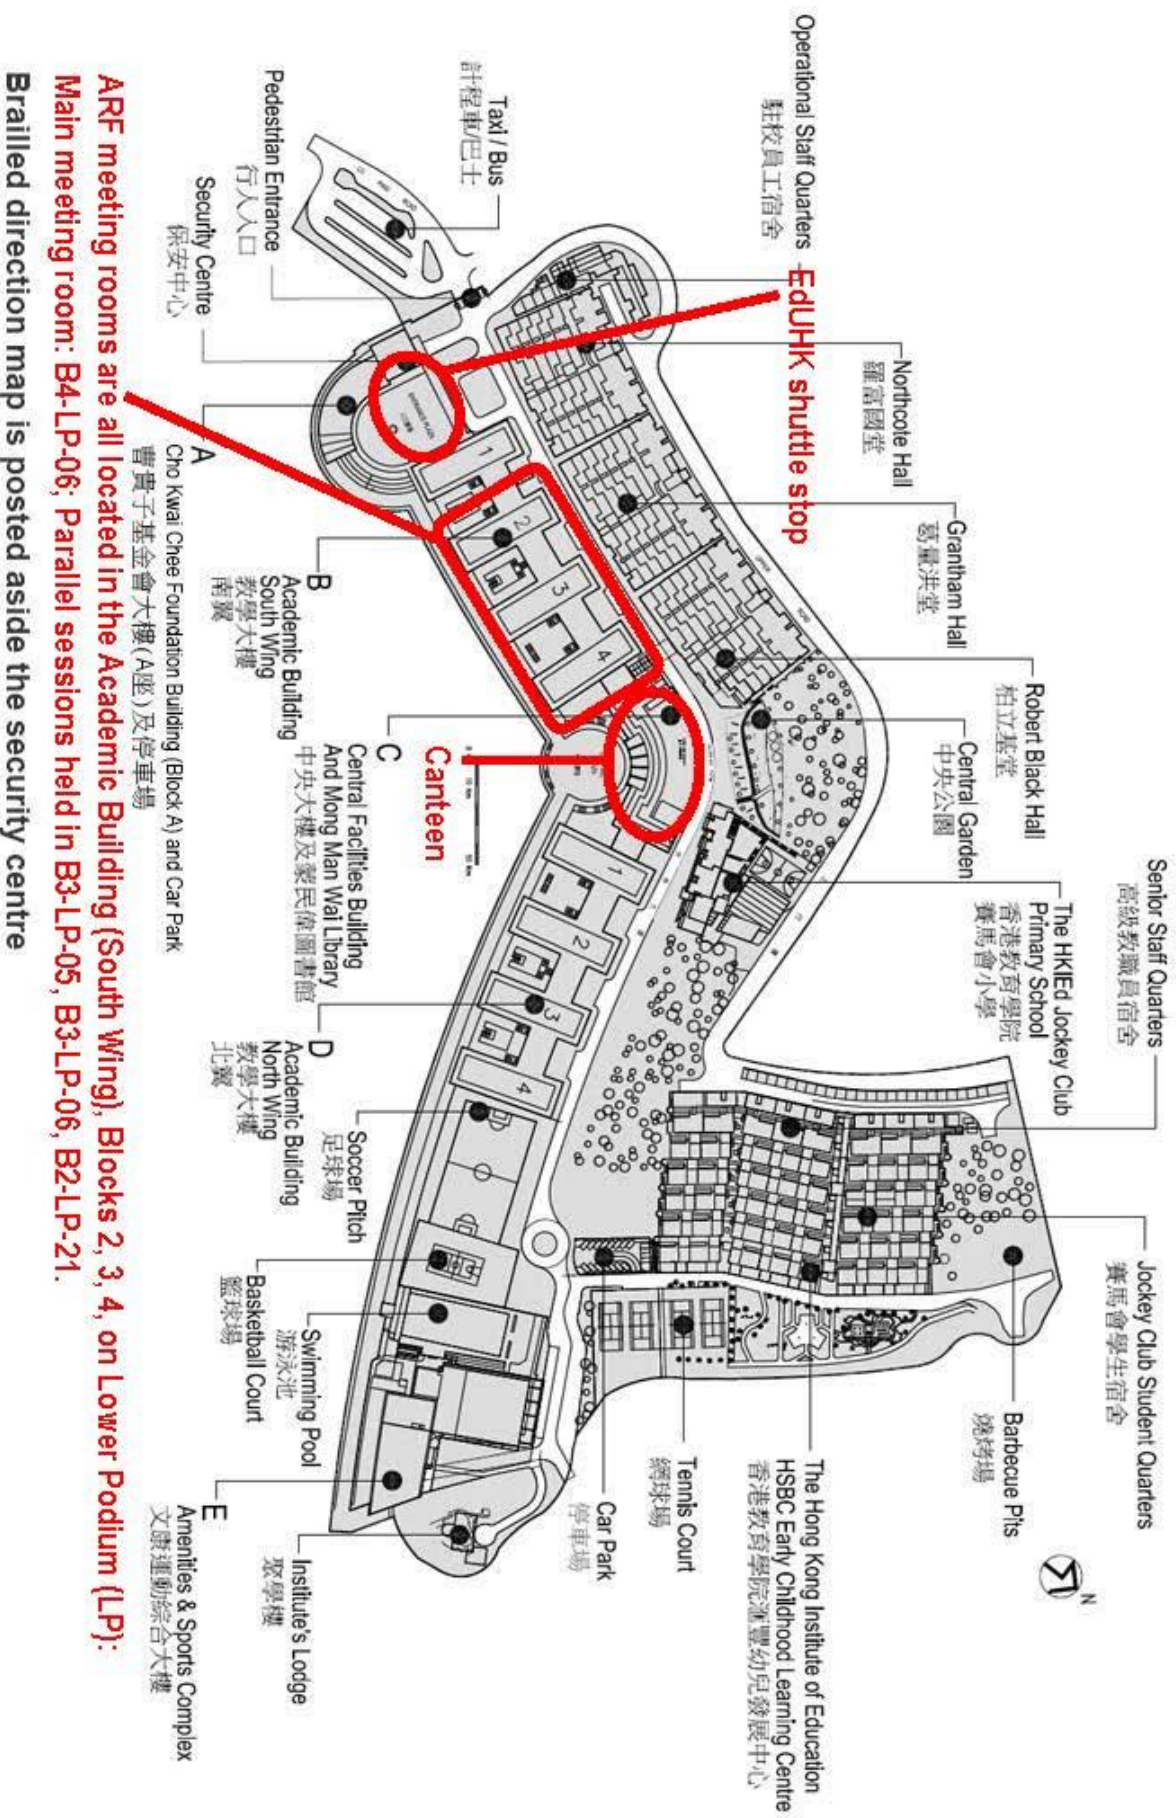 Operational Staff Quarters
駐校員工宿舍
EdUHK shuttle stop
Northcote Hall
羅富國堂
Grantham Hall
葛量洪堂
Robert Black Hall
柏立基堂
Central Garden
中央公園
The HKIEd Jockey Club
Primary School
香港教育學院
賽馬會小學
Senior Staff Quarters
高級教職員宿舍
Jockey Club Student Quarters
賽馬會學生宿舍
Barbecue Pits
燒烤場
The Hong Kong Institute of Education
HSBC Early Childhood Learning Centre
香港教育學院滙豐幼兒發展中心
Tennis Court
網球場
Car Park
停車場
N
Taxi / Bus
計程車/巴士
Pedestrian Entrance
行人入口
Security Centre
保安中心
ENTRANCE PLAZA
1
2
3
4
1
2
3
4
A
Cho Kwai Chee Foundation Building (Block A) and Car Park
曹貴子基金會大樓(A座)及停車場
B
Academic Building
South Wing
教學大樓
南翼
C
Central Facilities Building
And Mong Man Wai Library
中央大樓及蒙民偉圖書館
Canteen
D
Academic Building
North Wing
教學大樓
北翼
Soccer Pitch
足球場
Basketball Court
籃球場
Swimming Pool
游泳池
E
Amenities & Sports Complex
文康運動綜合大樓
Institute's Lodge
聚學樓
ARF meeting rooms are all located in the Academic Building (South Wing), Blocks 2, 3, 4, on Lower Podium (LP):
Main meeting room: B4-LP-06; Parallel sessions held in B3-LP-05, B3-LP-06, B2-LP-21.
Brailled direction map is posted aside the security centre